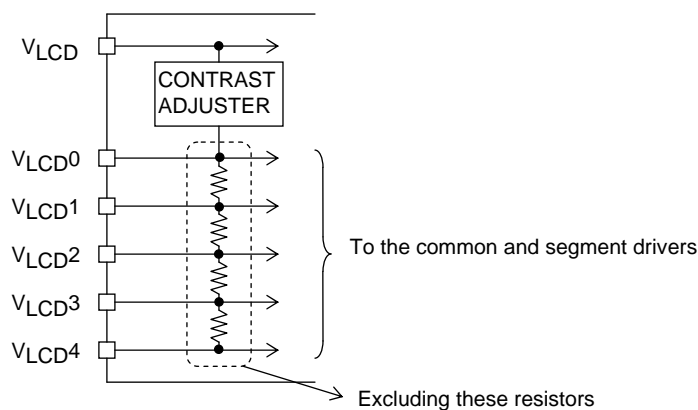 VLCD
CONTRAST
ADJUSTER
VLCD0
VLCD1
VLCD2
VLCD3
VLCD4
To the common and segment drivers
Excluding these resistors